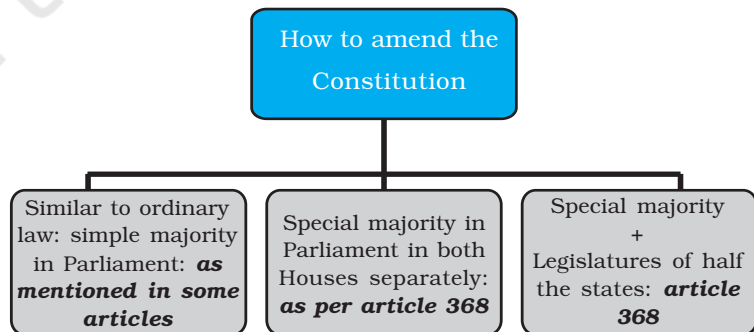 How to amend the
Constitution
Similar to ordinary
law: simple majority
in Parliament: as
mentioned in some
articles
Special majority in
Parliament in both
Houses separately:
as per article 368
Special majority
+
Legislatures of half
the states: article
368